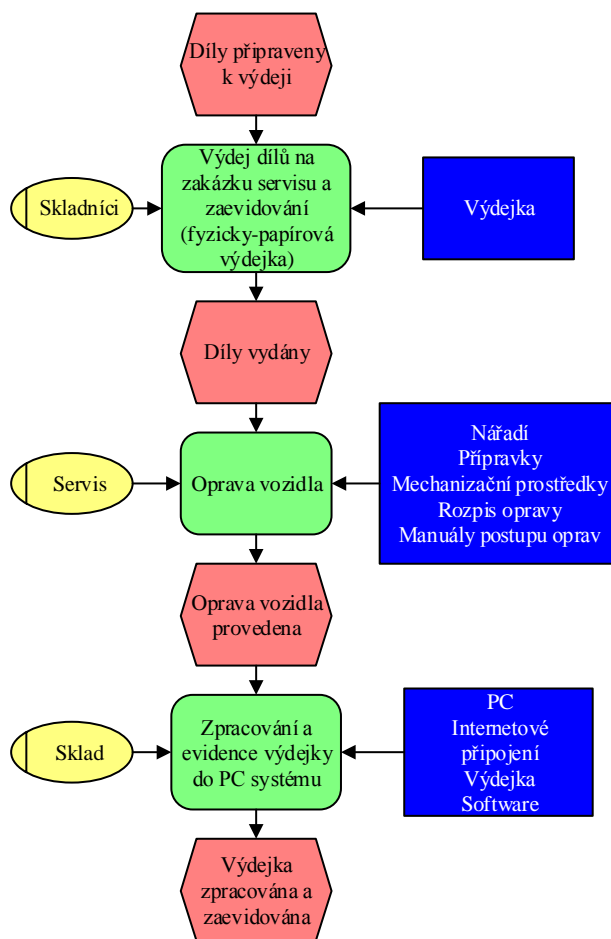 Díly připraveny
k výdeji
Skladníci
Výdej dílů na
zakázku servisu a
zaevidování
(fyzicky-papírová
výdejka)
Výdejka
Díly vydány
Servis
Oprava vozidla
Nářadí
Přípravky
Mechanizační prostředky
Rozpis opravy
Manuály postupu oprav
Oprava vozidla
provedena
Sklad
Zpracování a
evidence výdejky
do PC systému
PC
Internetové
připojení
Výdejka
Software
Výdejka
zpracována a
zaevidována